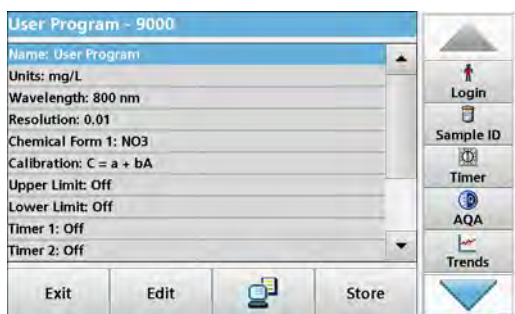 User Program - 9000
Name: User Program
Units: mg/L
Wavelength: 800 nm
Resolution: 0.01
Chemical Form 1: NO3
Calibration: C = a + bA
Upper Limit: Off
Lower Limit: Off
Timer 1: Off
Timer 2: Off
Exit
Edit
Store
Login
Sample ID
Timer
AQA
Trends